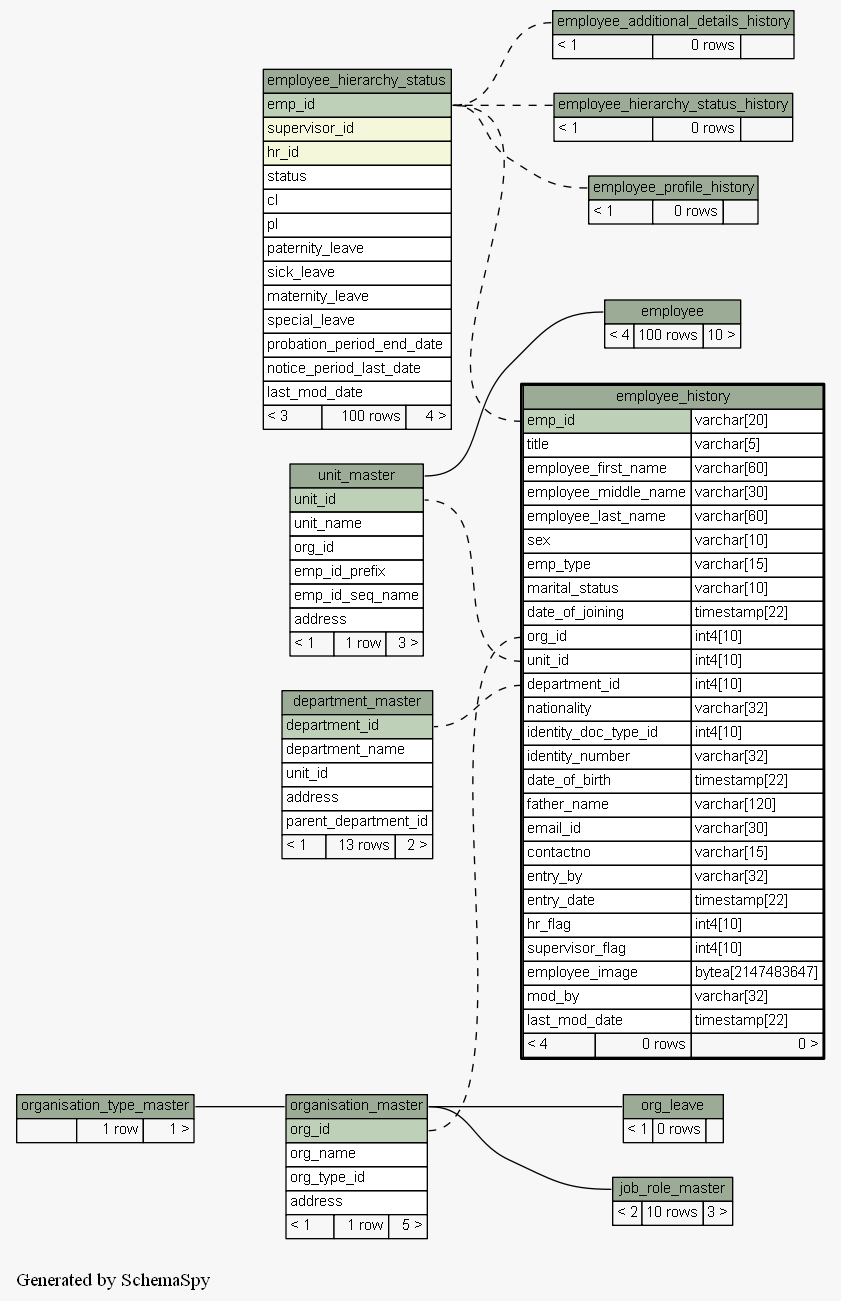 employee_additional_details_history
< 1 0 rows
employee_hierarchy_status
emp_id
supervisor_id
hr_id
status
cl
pl
paternity_leave
sick_leave
maternity_leave
special_leave
probation_period_end_date
notice_period_last_date
last_mod_date
< 3 100 rows 4 >
employee_hierarchy_status_history
< 1 0 rows
employee_profile_history
< 1 0 rows
employee
< 4 100 rows 10 >
employee_history
emp_id varchar[20]
title varchar[5]
employee_first_name varchar[60]
employee_middle_name varchar[30]
employee_last_name varchar[60]
sex varchar[10]
emp_type varchar[15]
marital_status varchar[10]
date_of_joining timestamp[22]
org_id int4[10]
unit_id int4[10]
department_id int4[10]
nationality varchar[32]
identity_doc_type_id int4[10]
identity_number varchar[32]
date_of_birth timestamp[22]
father_name varchar[120]
email_id varchar[30]
contactno varchar[15]
entry_by varchar[32]
entry_date timestamp[22]
hr_flag int4[10]
supervisor_flag int4[10]
employee_image bytea[2147483647]
mod_by varchar[32]
last_mod_date timestamp[22]
< 4 0 rows 0 >
unit_master
unit_id
unit_name
org_id
emp_id_prefix
emp_id_seq_name
address
< 1 1 row 3 >
department_master
department_id
department_name
unit_id
address
parent_department_id
< 1 13 rows 2 >
organisation_type_master
1 row 1 >
organisation_master
org_id
org_name
org_type_id
address
< 1 1 row 5 >
org_leave
< 1 0 rows
job_role_master
< 2 10 rows 3 >
Generated by SchemaSpy